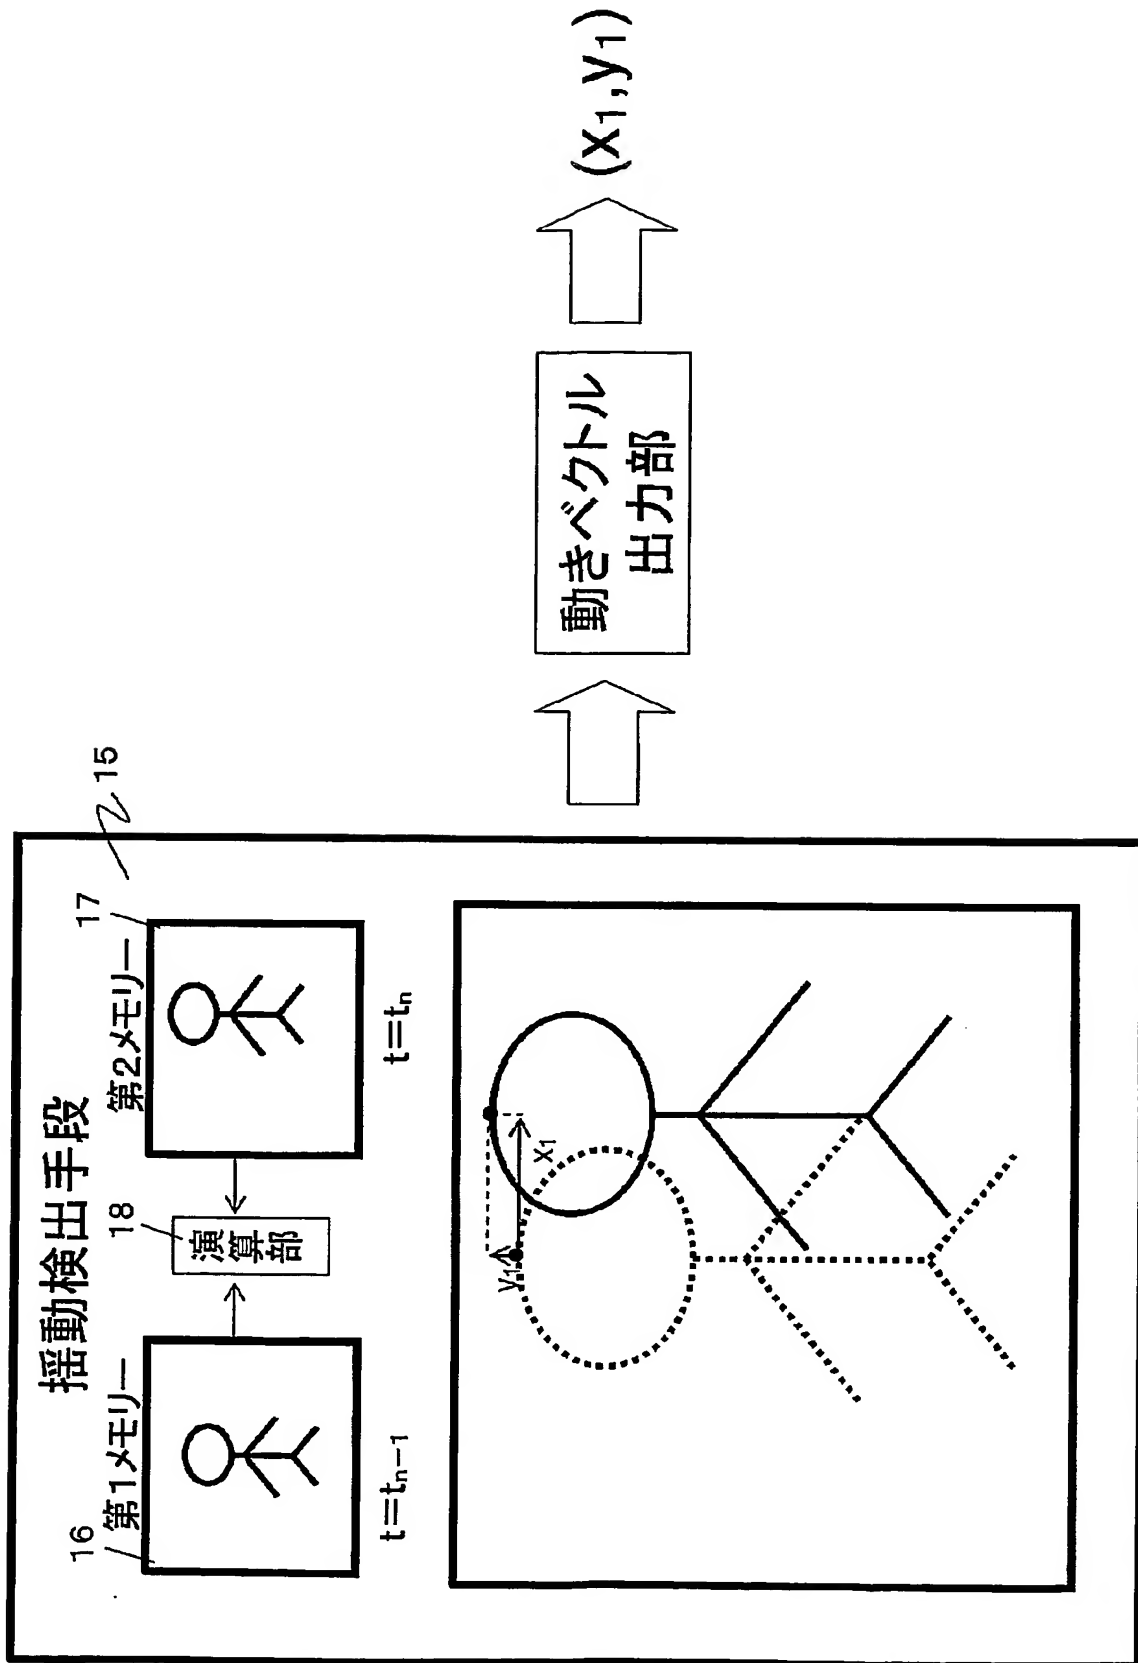 揺動検出手段
15
16
第1メモリー
18
演算部
第2メモリー
17
t=tn-1
t=tn
y1
x1
動きベクトル
出力部
(x1,y1)